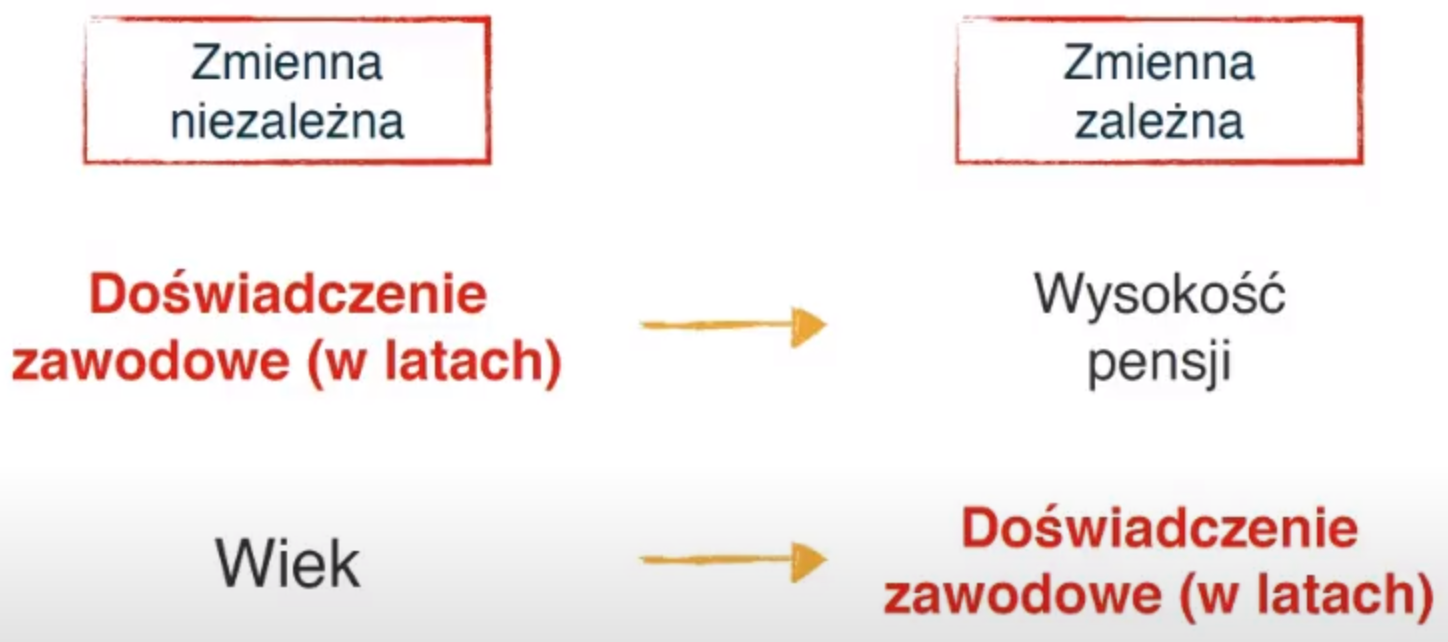 Zmienna
niezależna
Zmienna
zależna
Doświadczenie
zawodowe (w latach)
Wysokość
pensji
Wiek
Doświadczenie
zawodowe (w latach)